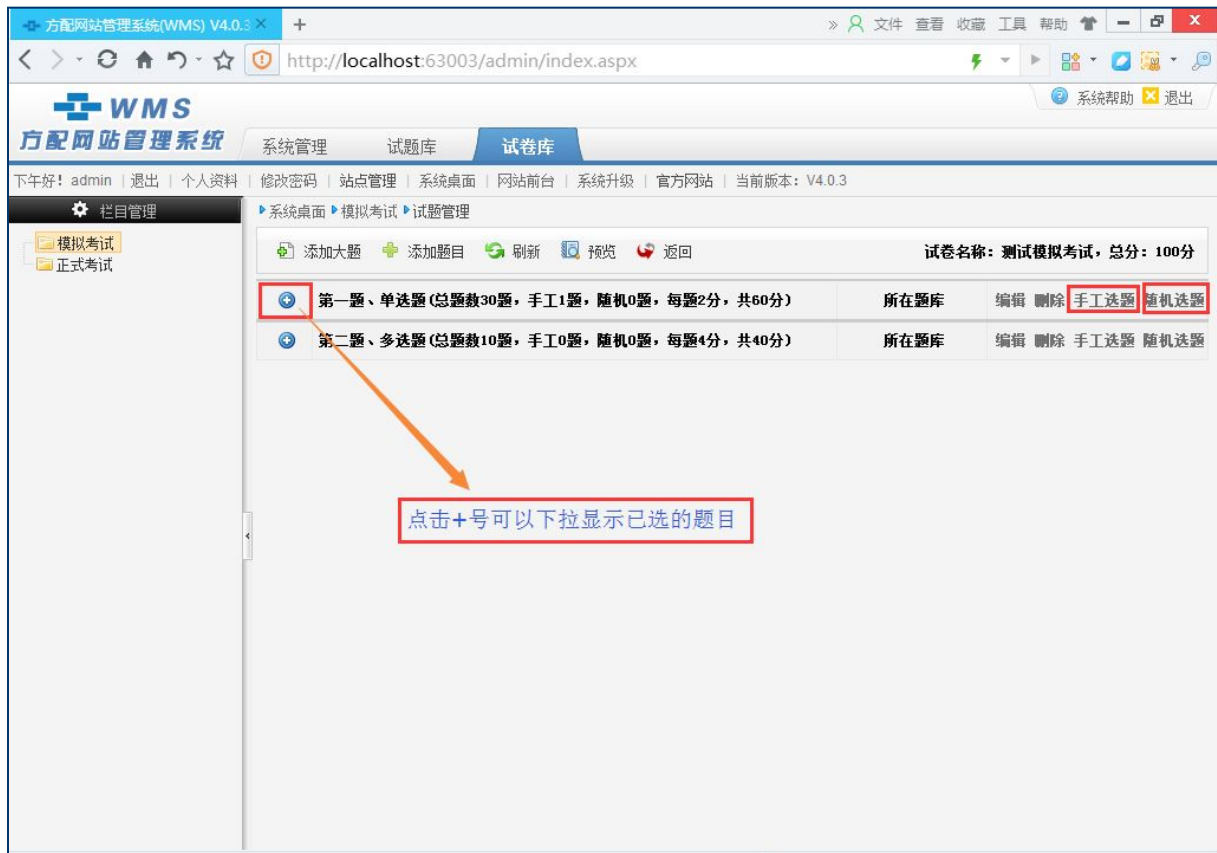 方配网站管理系统(WMS) V4.0.3 × + » 文件 查看 收藏 工具 帮助
http://localhost:63003/admin/index.aspx
系统帮助 退出
WMS
方配网站管理系统 系统管理 试题库 试卷库
下午好! admin | 退出 | 个人资料 | 修改密码 | 站点管理 | 系统桌面 | 网站前台 | 系统升级 | 官方网站 | 当前版本: V4.0.3
栏目管理 系统桌面 模拟考试 试题管理
模拟考试
正式考试
添加大题 添加题目 刷新 预览 返回 试卷名称: 测试模拟考试, 总分: 100分
第一题、单选题(总题数30题, 手工1题, 随机0题, 每题2分, 共60分) 所在题库 编辑 删除 手工选题 随机选题
第二题、多选题(总题数10题, 手工0题, 随机0题, 每题4分, 共40分) 所在题库 编辑 删除 手工选题 随机选题
点击+号可以下拉显示已选的题目